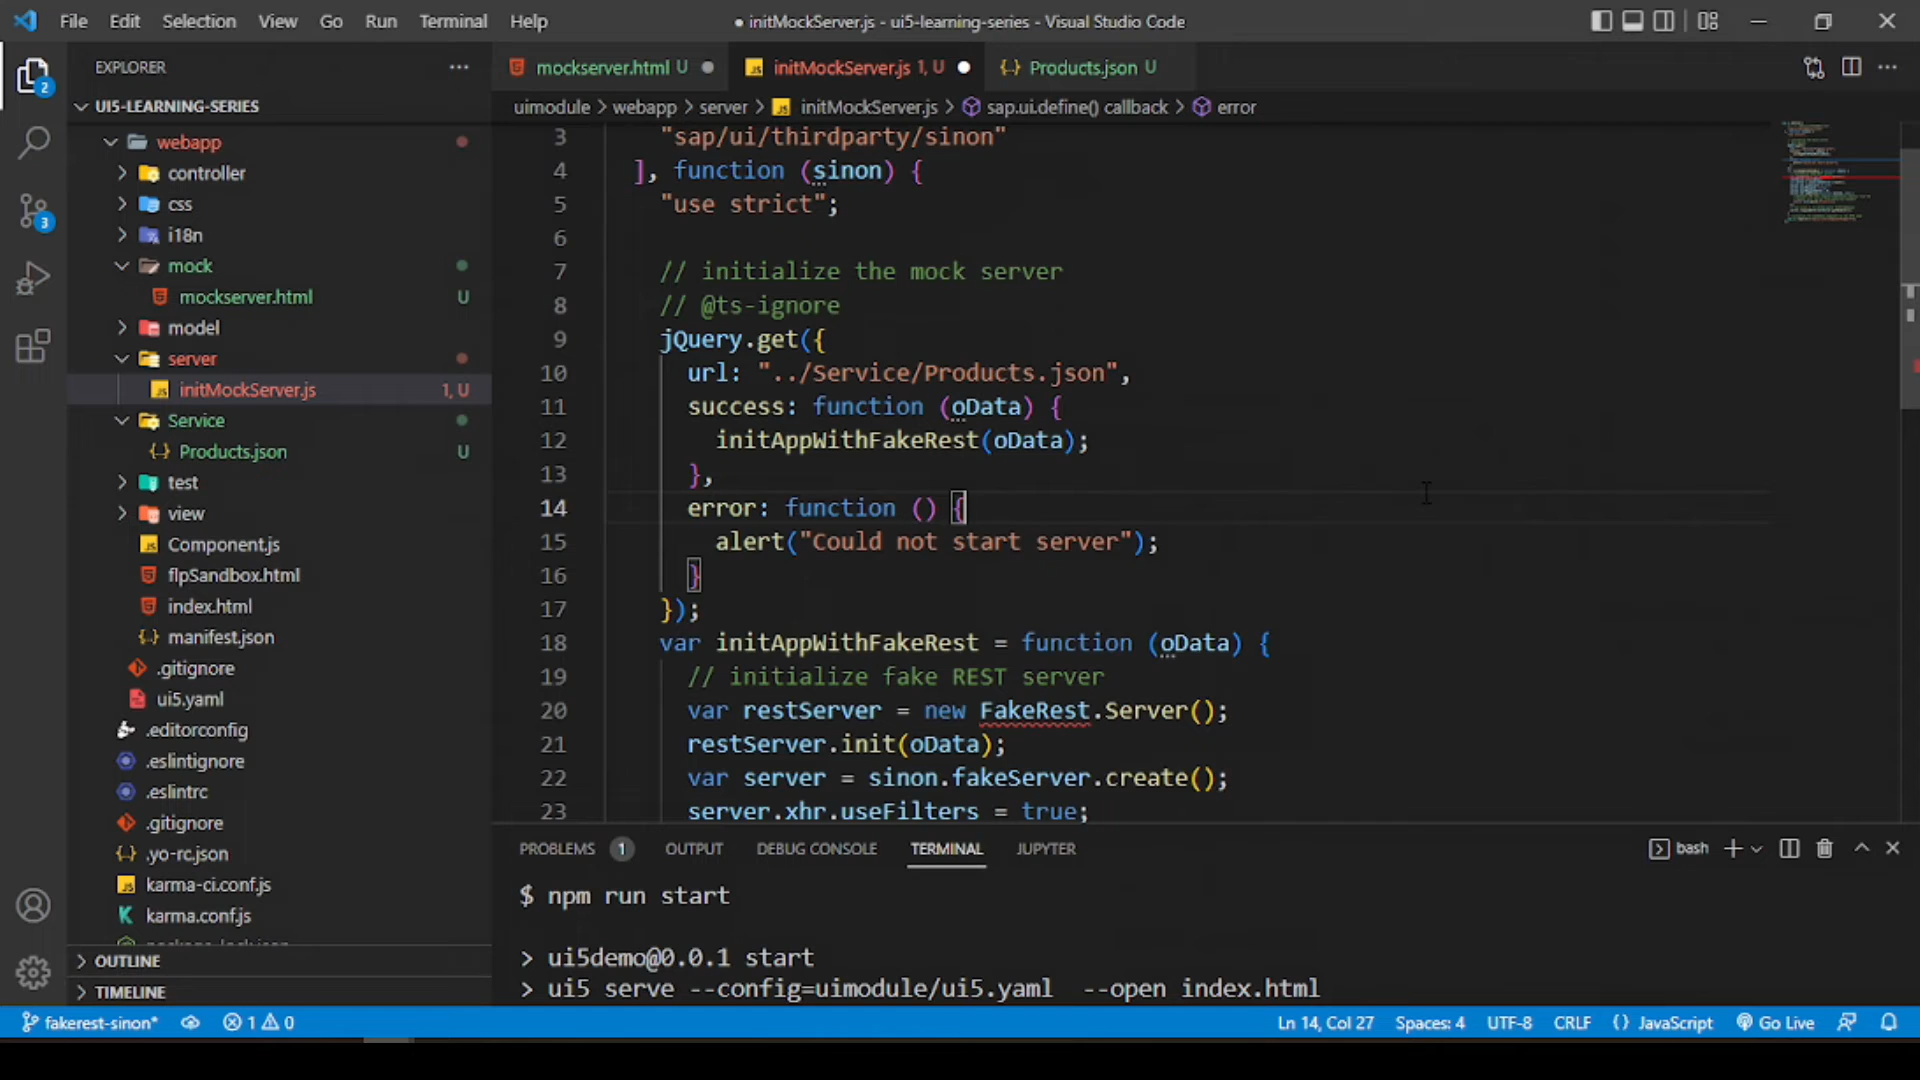 File Edit Selection View Go Run Terminal Help
● initMockServer.js - ui5-learning-series - Visual Studio Code
EXPLORER
UI5-LEARNING-SERIES
webapp
controller
css
i18n
mock
mockserver.html U
model
server
initMockServer.js 1, U
Service
Products.json U
test
view
Component.js
flpSandbox.html
index.html
manifest.json
.gitignore
ui5.yaml
.editorconfig
.eslintignore
.eslintrc
.gitignore
.yo-rc.json
karma-ci.conf.js
karma.conf.js
OUTLINE
TIMELINE
2
3
mockserver.html U
initMockServer.js 1, U
Products.json U
uimodule > webapp > server > initMockServer.js > sap.ui.define() callback > error
3 "sap/ui/thirdparty/sinon"
4 ], function (sinon) {
5 "use strict";
6
7 // initialize the mock server
8 // @ts-ignore
9 jQuery.get({
10 url: "../Service/Products.json",
11 success: function (oData) {
12 initAppWithFakeRest(oData);
13 },
14 error: function () {
15 alert("Could not start server");
16 }
17 });
18 var initAppWithFakeRest = function (oData) {
19 // initialize fake REST server
20 var restServer = new FakeRest.Server();
21 restServer.init(oData);
22 var server = sinon.fakeServer.create();
23 server.xhr.useFilters = true;
PROBLEMS 1 OUTPUT DEBUG CONSOLE TERMINAL JUPYTER bash
$ npm run start
> ui5demo@0.0.1 start
> ui5 serve --config=uimodule/ui5.yaml --open index.html
fakerest-sinon* 1 0 Ln 14, Col 27 Spaces: 4 UTF-8 CRLF {} JavaScript Go Live